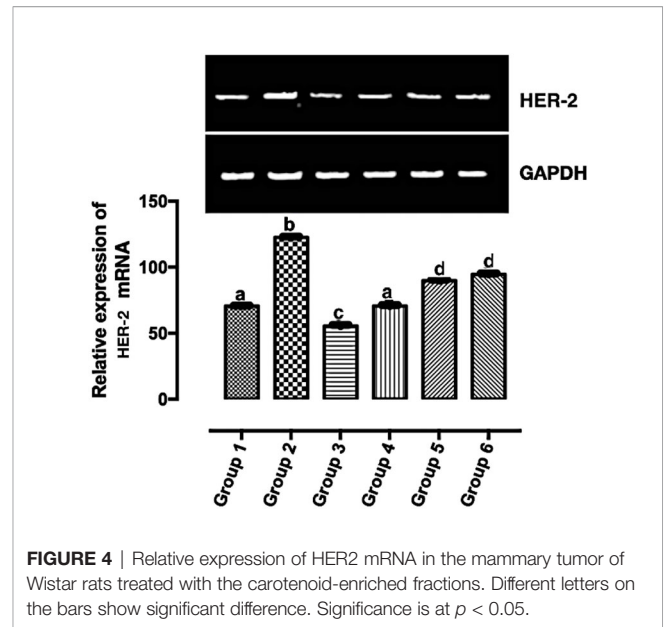 HER-2
GAPDH
Relative expression of
HER-2 mRNA
150
100
50
0
a
b
c
a
d
d
Group 1
Group 2
Group 3
Group 4
Group 5
Group 6
FIGURE 4 | Relative expression of HER2 mRNA in the mammary tumor of
Wistar rats treated with the carotenoid-enriched fractions. Different letters on
the bars show significant difference. Significance is at p < 0.05.